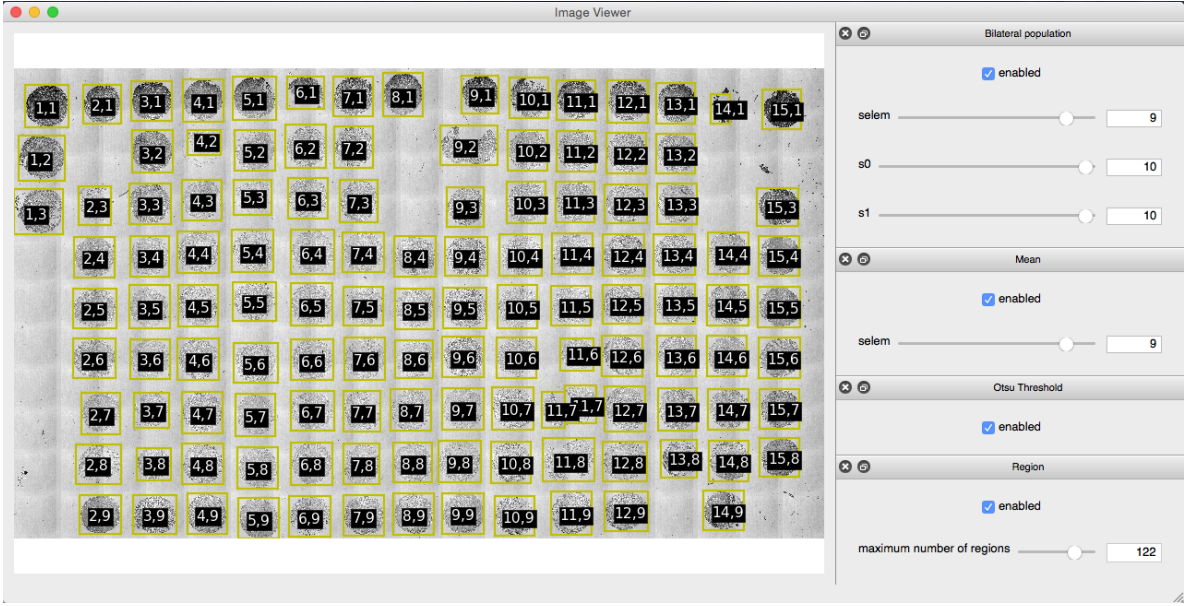 Image Viewer
1,1 2,1 3,1 4,1 5,1 6,1 7,1 8,1 9,1 10,1 11,1 12,1 13,1 14,1 15,1
1,2 3,2 4,2 5,2 6,2 7,2 9,2 10,2 11,2 12,2 13,2
1,3 2,3 3,3 4,3 5,3 6,3 7,3 9,3 10,3 11,3 12,3 13,3 15,3
2,4 3,4 4,4 5,4 6,4 7,4 8,4 9,4 10,4 11,4 12,4 13,4 14,4 15,4
2,5 3,5 4,5 5,5 6,5 7,5 8,5 9,5 10,5 11,5 12,5 13,5 14,5 15,5
2,6 3,6 4,6 5,6 6,6 7,6 8,6 9,6 10,6 11,6 12,6 13,6 14,6 15,6
2,7 3,7 4,7 5,7 6,7 7,7 8,7 9,7 10,7 11,7 1,7 12,7 13,7 14,7 15,7
2,8 3,8 4,8 5,8 6,8 7,8 8,8 9,8 10,8 11,8 12,8 13,8 14,8 15,8
2,9 3,9 4,9 5,9 6,9 7,9 8,9 9,9 10,9 11,9 12,9 14,9
Bilateral population
enabled
selem 9
s0 10
s1 10
Mean
enabled
selem 9
Otsu Threshold
enabled
Region
enabled
maximum number of regions 122